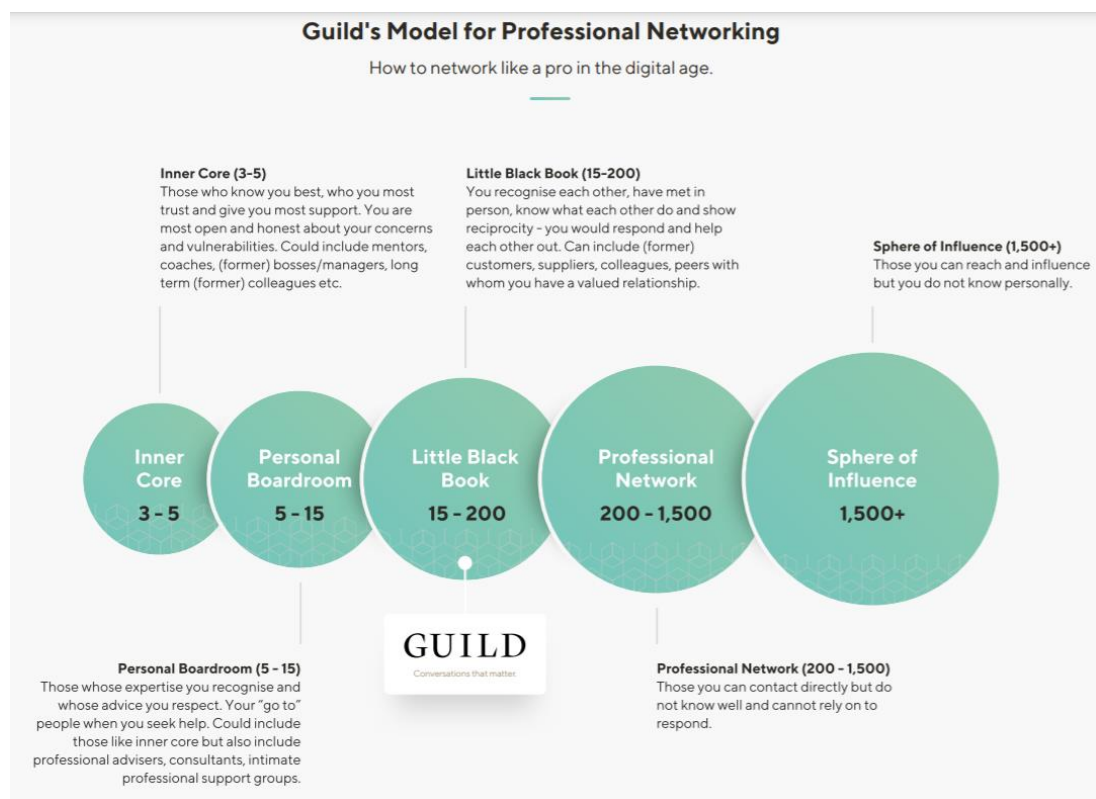 Guild's Model for Professional Networking
How to network like a pro in the digital age.
Inner Core (3-5)
Those who know you best, who you most
trust and give you most support. You are
most open and honest about your concerns
and vulnerabilities. Could include mentors,
coaches, (former) bosses/managers, long
term (former) colleagues etc.
Little Black Book (15-200)
You recognise each other, have met in
person, know what each other do and show
reciprocity - you would respond and help
each other out. Can include (former)
customers, suppliers, colleagues, peers with
whom you have a valued relationship.
Sphere of Influence (1,500+)
Those you can reach and influence
but you do not know personally.
Inner
Core
3 - 5
Personal
Boardroom
5 - 15
Little Black
Book
15 - 200
Professional
Network
200 - 1,500
Sphere of
Influence
1,500+
GUILD
Conversations that matter
Personal Boardroom (5 - 15)
Those whose expertise you recognise and
whose advice you respect. Your "go to"
people when you seek help. Could include
those like inner core but also include
professional advisers, consultants, intimate
professional support groups.
Professional Network (200 - 1,500)
Those you can contact directly but do
not know well and cannot rely on to
respond.